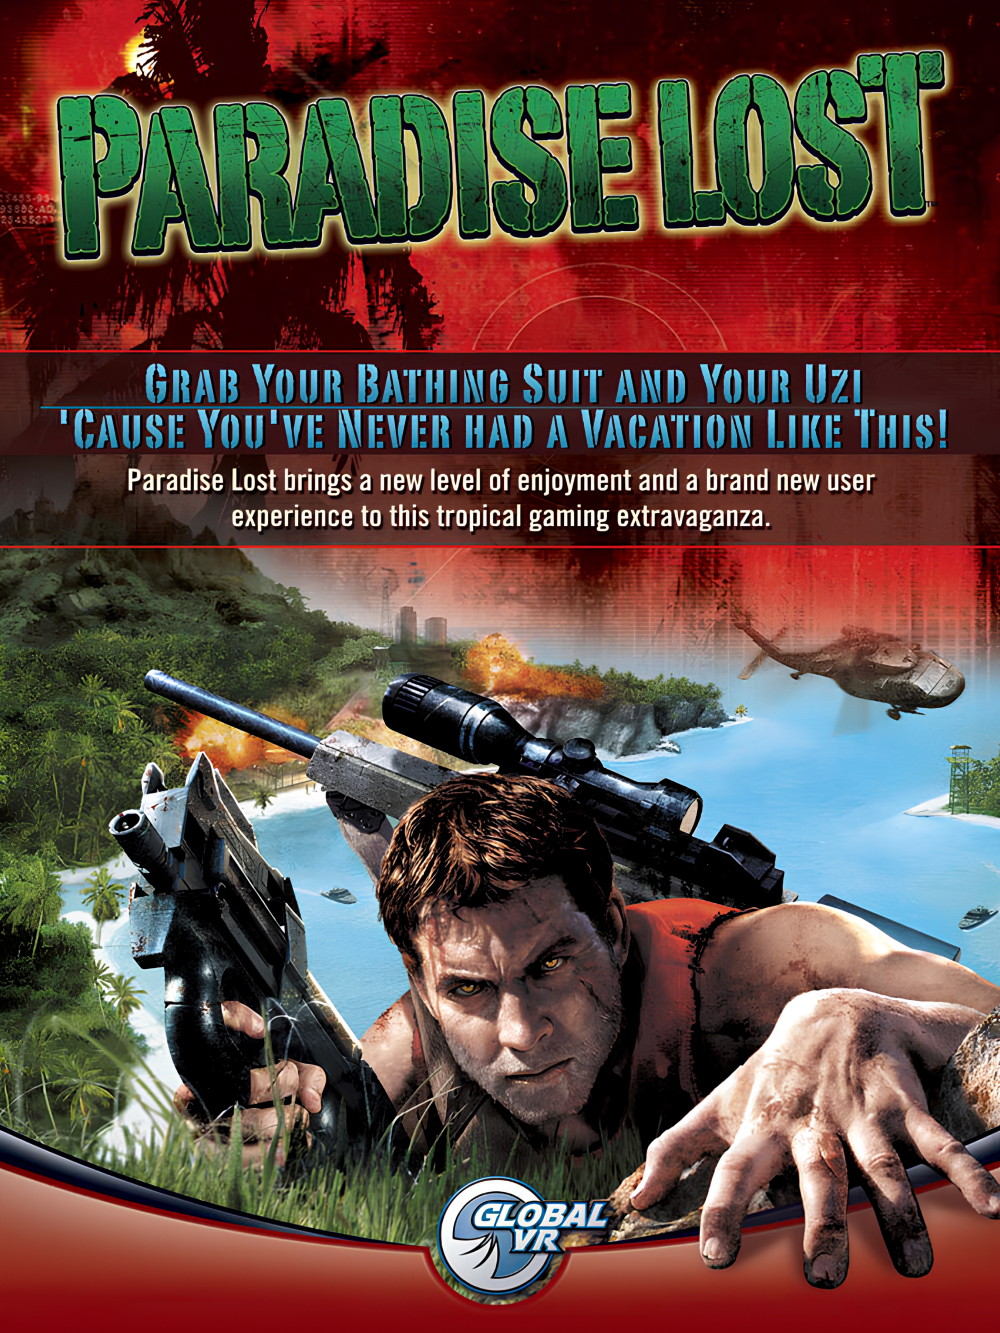 PARADISE LOST™
GRAB YOUR BATHING SUIT AND YOUR UZI
'CAUSE YOU'VE NEVER HAD A VACATION LIKE THIS!
Paradise Lost brings a new level of enjoyment and a brand new user
experience to this tropical gaming extravaganza.
GLOBAL
VR